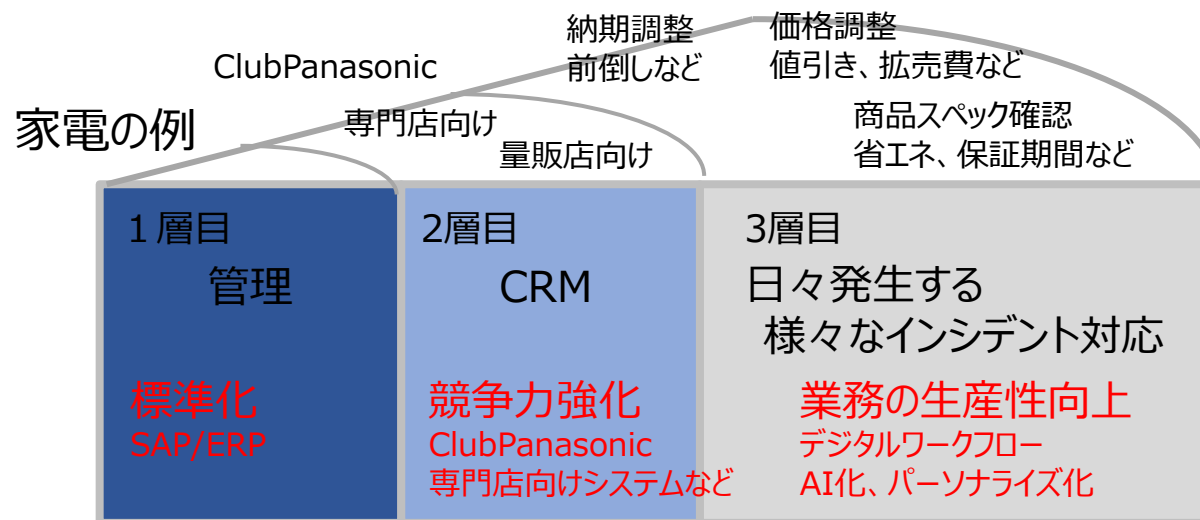 納期調整
前倒しなど
価格調整
値引き、拡売費など
ClubPanasonic
家電の例
専門店向け
量販店向け
商品スペック確認
省エネ、保証期間など
１層目
管理
標準化
SAP/ERP
2層目
CRM
競争力強化
ClubPanasonic
専門店向けシステムなど
3層目
日々発生する
様々なインシデント対応
業務の生産性向上
デジタルワークフロー
AI化、パーソナライズ化